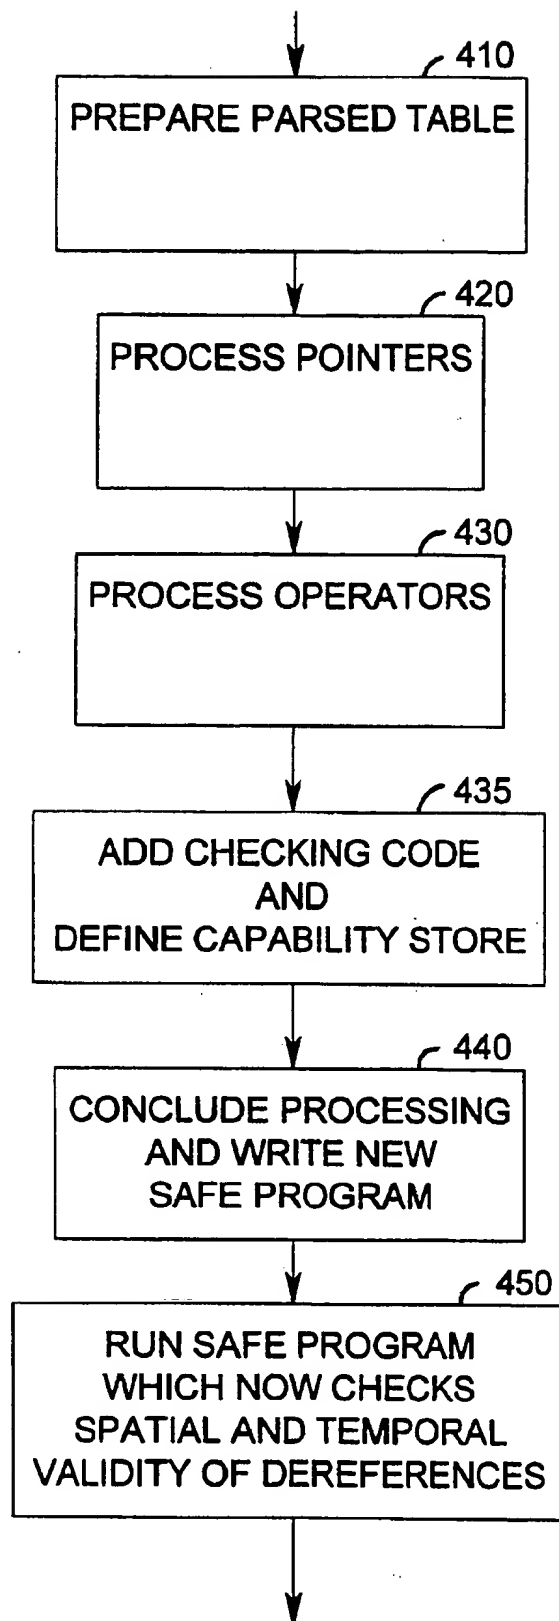 410
PREPARE PARSED TABLE
420
PROCESS POINTERS
430
PROCESS OPERATORS
435
ADD CHECKING CODE
AND
DEFINE CAPABILITY STORE
440
CONCLUDE PROCESSING
AND WRITE NEW
SAFE PROGRAM
450
RUN SAFE PROGRAM
WHICH NOW CHECKS
SPATIAL AND TEMPORAL
VALIDITY OF DEREFERENCES